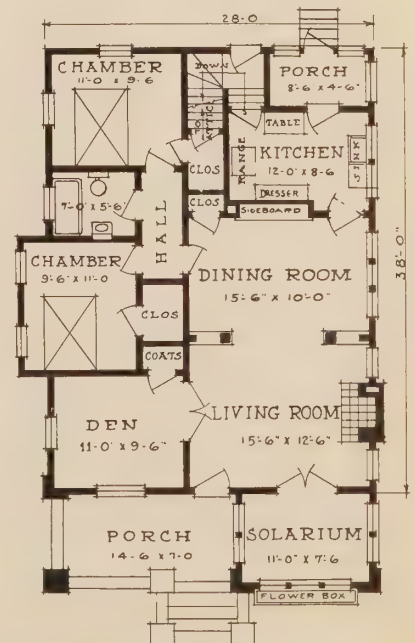 28-0
CHAMBER
11'-0 x 9-6
DOWN
PORCH
8'-6 x 4-6"
TO ATTIC
TABLE
CLOS
RANGE
KITCHEN
12'-0" x 8-6
SINK
DRESSER
7'-0" x 5'-6"
CLOS
SIDEBOARD
HALL
38'-0"
CHAMBER
9'-6" x 11-0
DINING ROOM
15'-6" x 10'-0"
CLOS
COATS
DEN
11-0" x 9'-6"
LIVING ROOM
15'-6" x 12'-6"
PORCH
14-6 x 7-0
SOLARIUM
11'-0" x 7'-6
FLOWER BOX